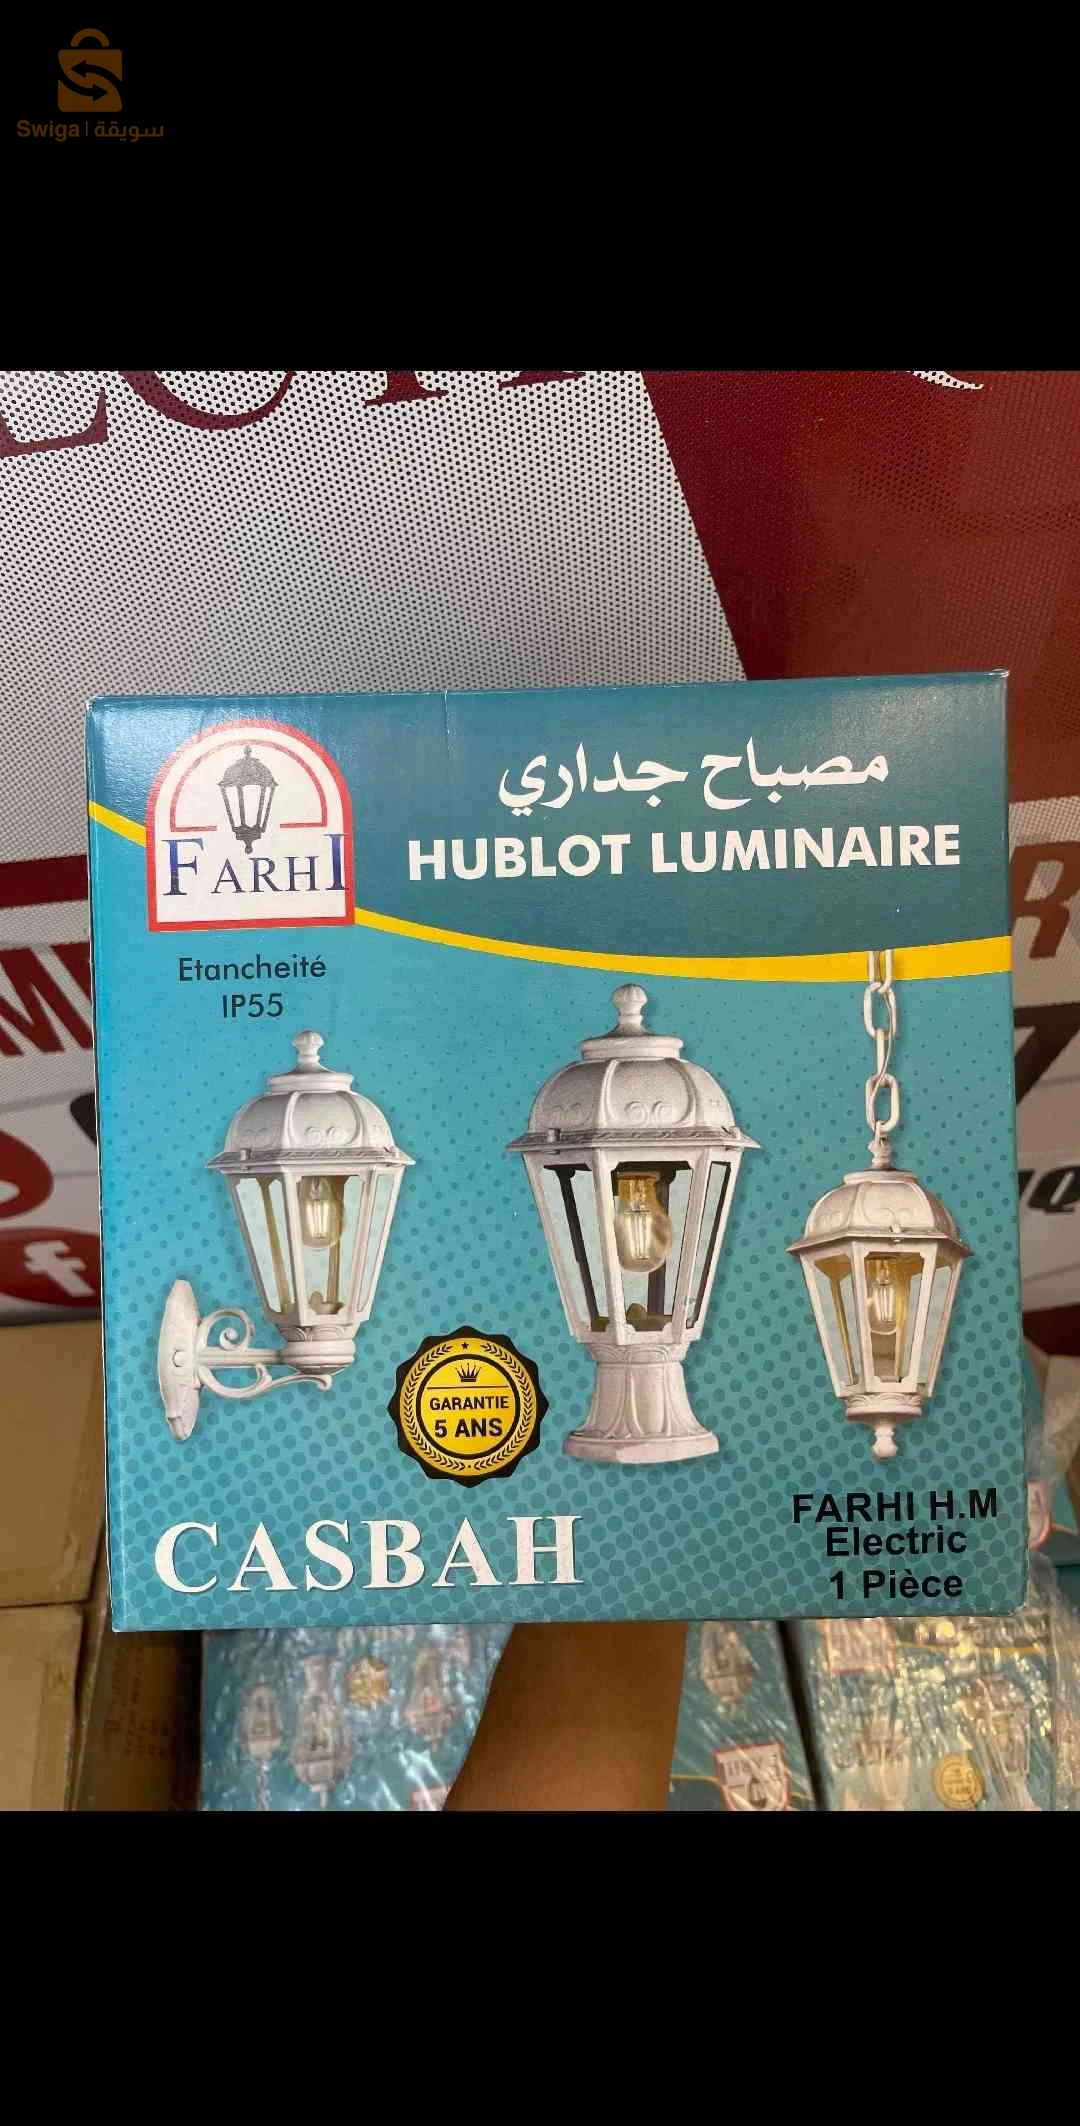 Swiga | سويقة
FARHI
مصباح جداري
HUBLOT LUMINAIRE
Etancheité
IP55
GARANTIE
5 ANS
CASBAH
FARHI H.M
Electric
1 Pièce